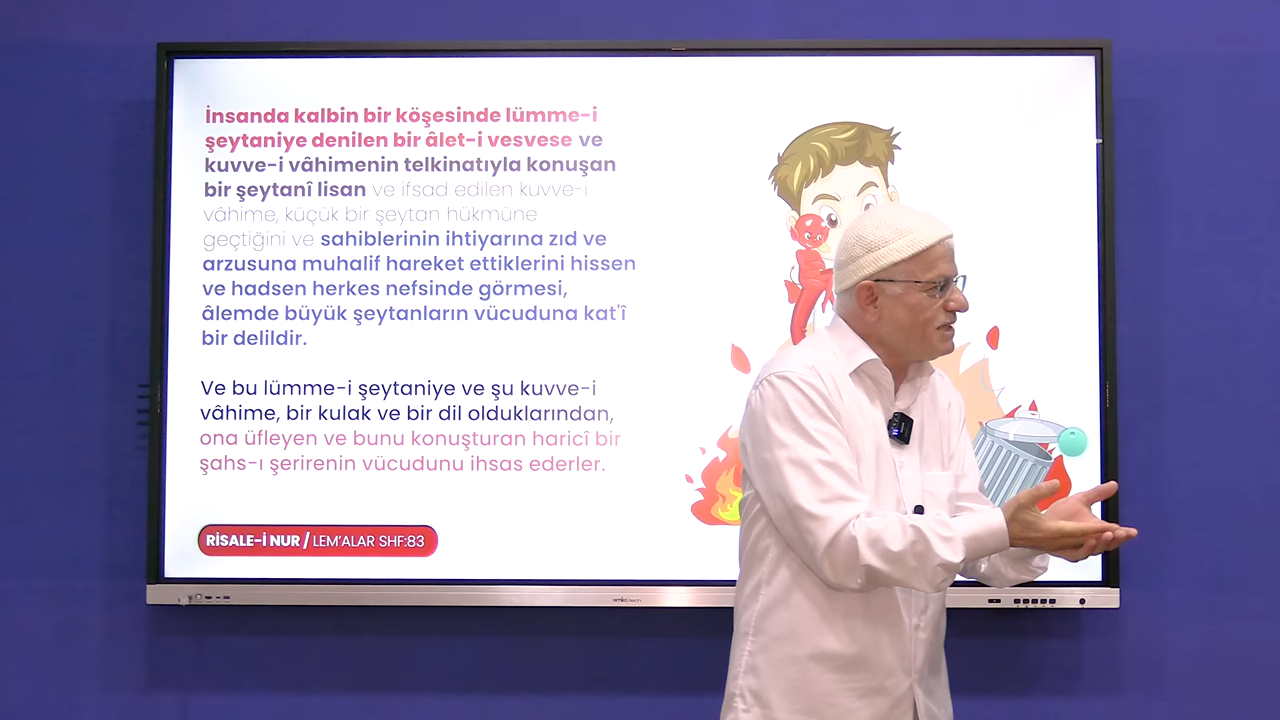 İnsanda kalbin bir köşesinde lümme-i
şeytaniye denilen bir âlet-i vesvese ve
kuvve-i vâhimenin telkinatıyla konuşan
bir şeytanî lisan ve ifsad edilen kuvve-i
vâhime, küçük bir şeytan hükmüne
geçtiğini ve sahiblerinin ihtiyarına zıd ve
arzusuna muhalif hareket ettiklerini hissen
ve hadsen herkes nefsinde görmesi,
âlemde büyük şeytanların vücuduna kat'î
bir delildir.
Ve bu lümme-i şeytaniye ve şu kuvve-i
vâhime, bir kulak ve bir dil olduklarından,
ona üfleyen ve bunu konuşturan haricî bir
şahs-ı şerirenin vücudunu ihsas ederler.
RİSALE-İ NUR / LEM'ALAR SHF:83